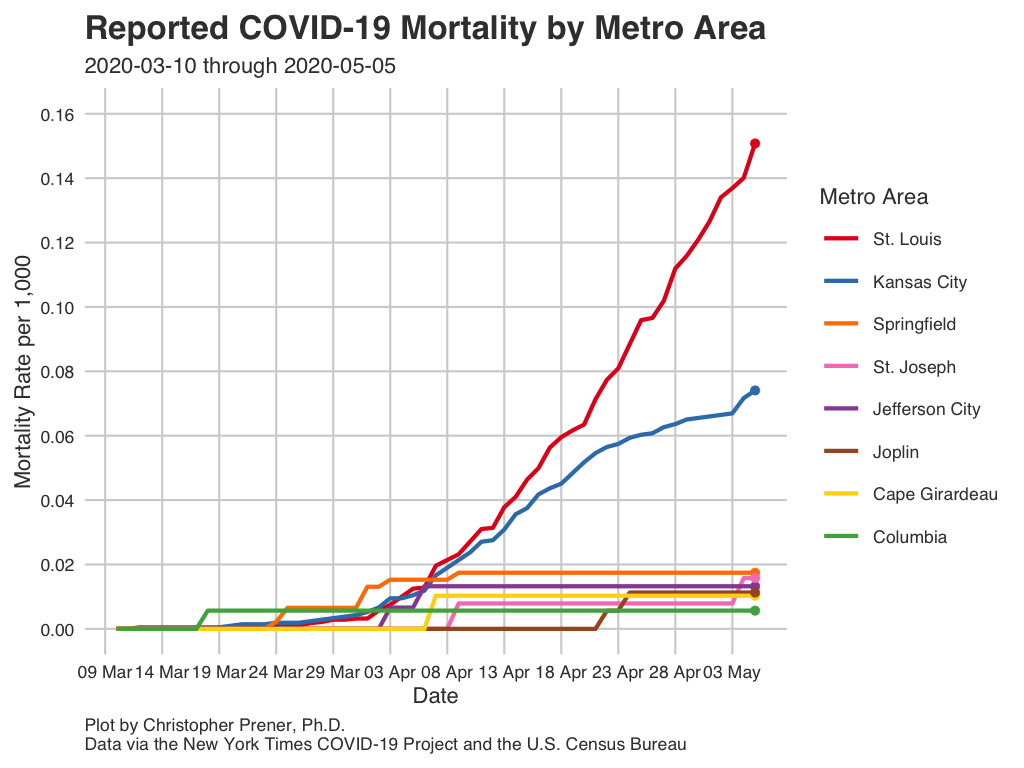 Reported COVID-19 Mortality by Metro Area
2020-03-10 through 2020-05-05
Mortality Rate per 1,000
0.16
0.14
0.12
0.10
0.08
0.06
0.04
0.02
0.00
09 Mar 14 Mar 19 Mar 24 Mar 29 Mar 03 Apr 08 Apr 13 Apr 18 Apr 23 Apr 28 Apr 03 May
Date
Metro Area
St. Louis
Kansas City
Springfield
St. Joseph
Jefferson City
Joplin
Cape Girardeau
Columbia
Plot by Christopher Prener, Ph.D.
Data via the New York Times COVID-19 Project and the U.S. Census Bureau